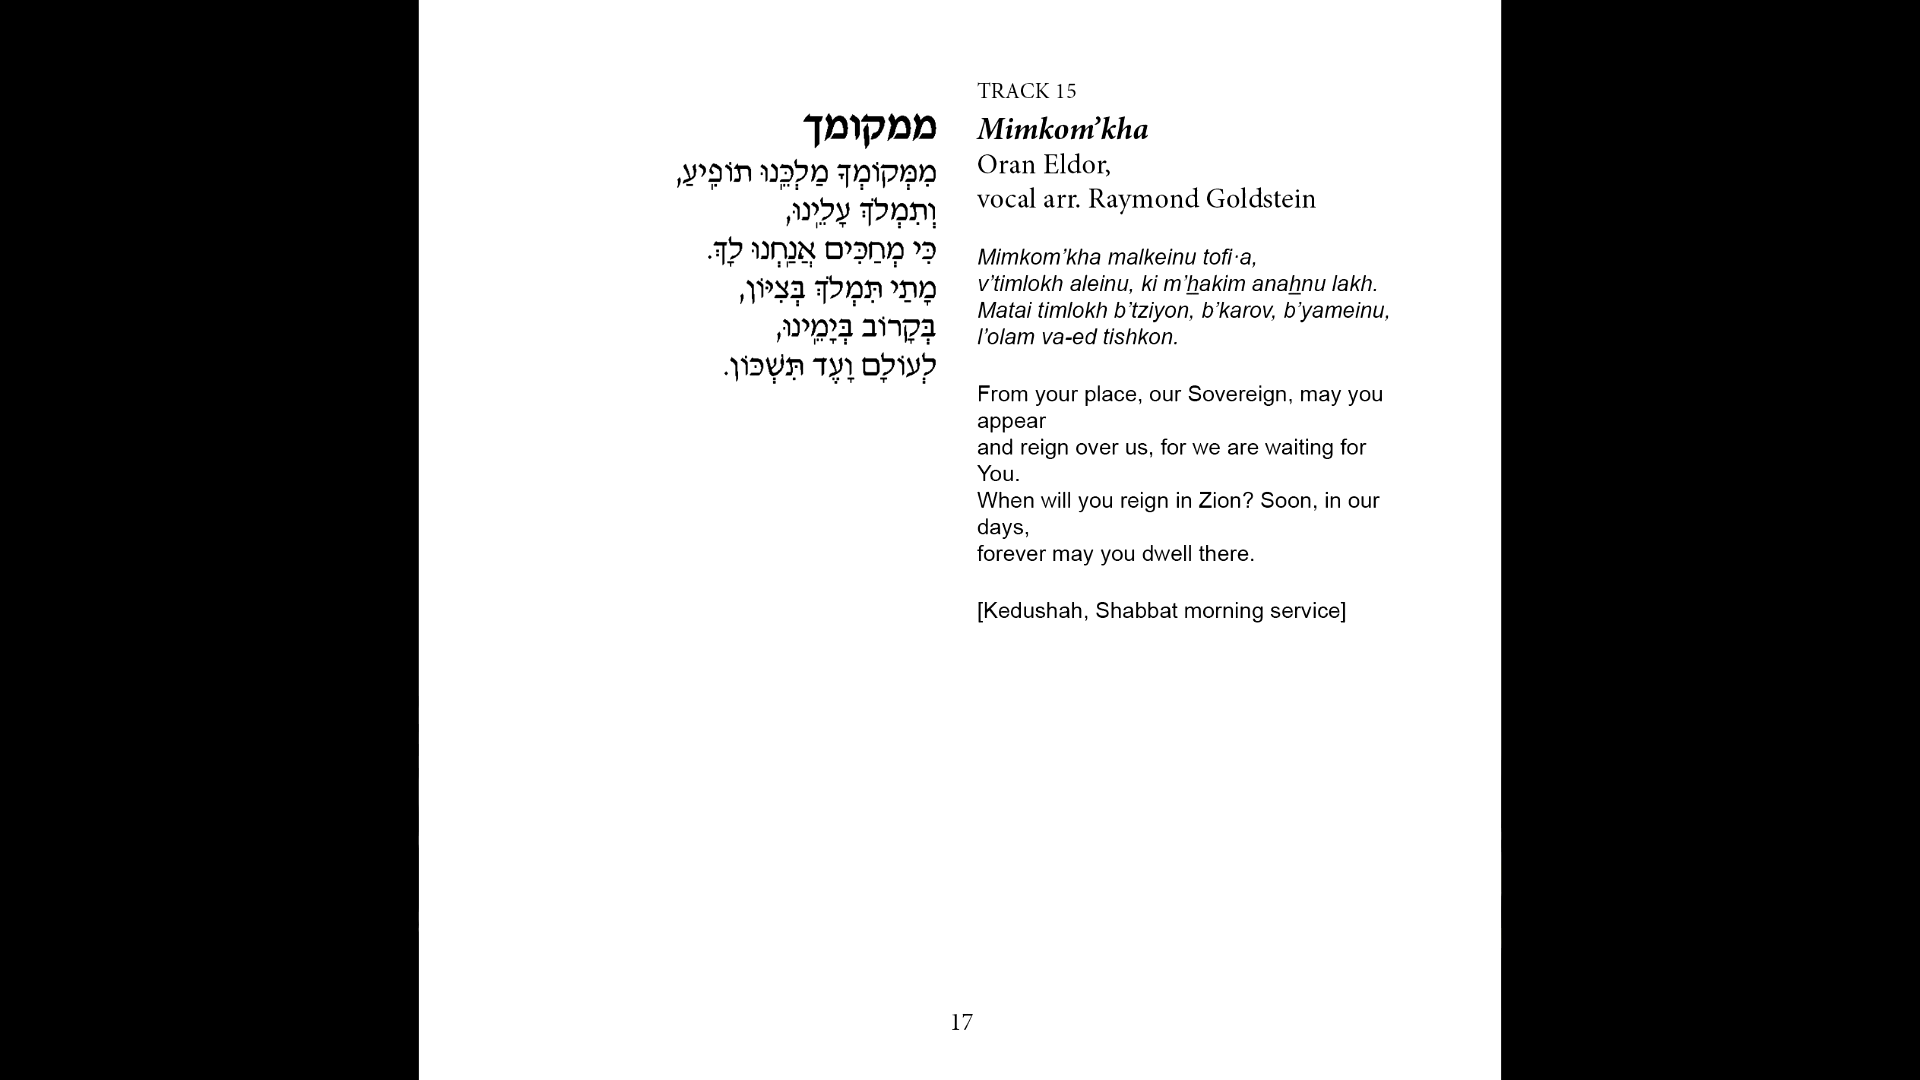 TRACK 15
ממקומך
Mimkom’kha
Oran Eldor,
vocal arr. Raymond Goldstein
מִמְּקוֹמְךָ מַלְכֵּֽנוּ תוֹפִֽיעַ,
וְתִמְלֹךְ עָלֵֽינוּ,
כִּי מְחַכִּים אֲנַֽחְנוּ לָךְ.
מָתַי תִּמְלֹךְ בְּצִיּוֹן,
בְּקָרוֹב בְּיָמֵֽינוּ,
לְעוֹלָם וָעֶד תִּשְׁכּוֹן.
Mimkom’kha malkeinu tofi·a,
v’timlokh aleinu, ki m’h̲akim anah̲nu lakh.
Matai timlokh b’tziyon, b’karov, b’yameinu,
l’olam va-ed tishkon.
From your place, our Sovereign, may you
appear
and reign over us, for we are waiting for
You.
When will you reign in Zion? Soon, in our
days,
forever may you dwell there.
[Kedushah, Shabbat morning service]
17